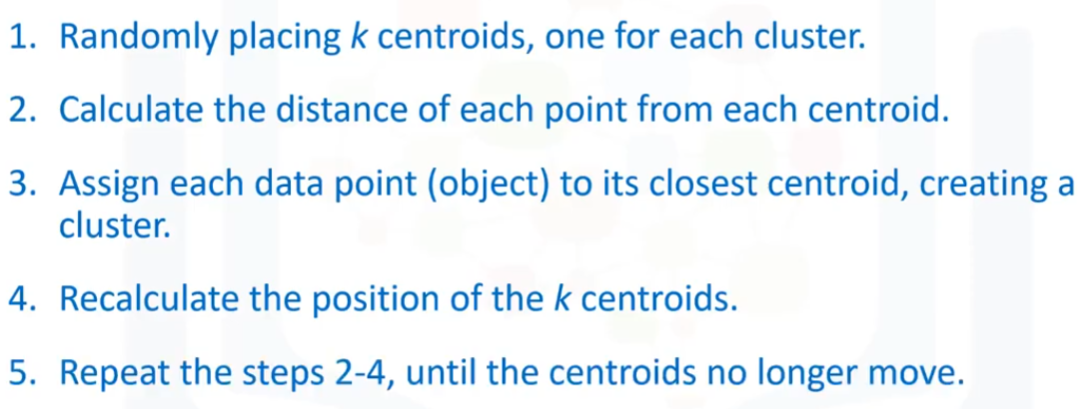 1. Randomly placing k centroids, one for each cluster.
2. Calculate the distance of each point from each centroid.
3. Assign each data point (object) to its closest centroid, creating a
cluster.
4. Recalculate the position of the k centroids.
5. Repeat the steps 2-4, until the centroids no longer move.